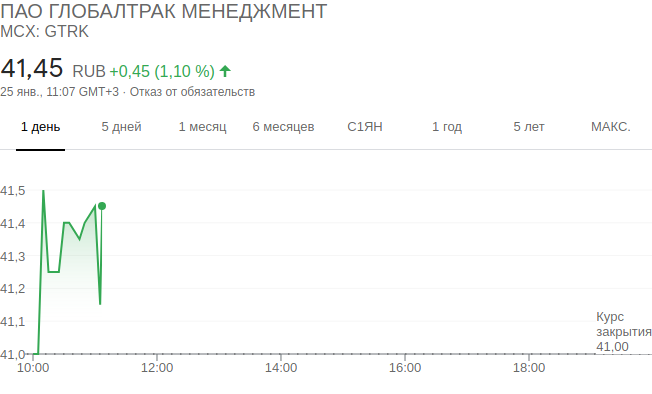 ПАО ГЛОБАЛТРАК МЕНЕДЖМЕНТ
MCX: GTRK
41,45 RUB +0,45 (1,10 %)
25 янв., 11:07 GMT+3 · Отказ от обязательств
1 день 5 дней 1 месяц 6 месяцев С1ЯН 1 год 5 лет МАКС.
41,5
41,4
41,3
41,2
41,1
41,0
Курс
закрытия
41,00
10:00 12:00 14:00 16:00 18:00